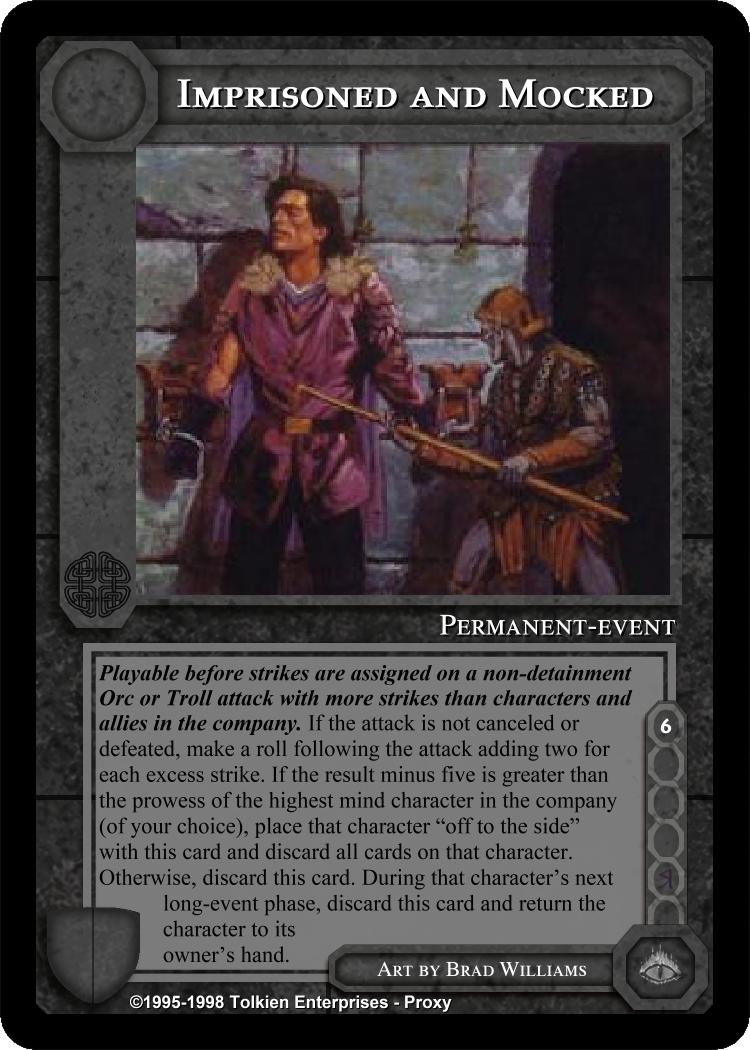 Imprisoned and Mocked
Permanent-event
Playable before strikes are assigned on a non-detainment
Orc or Troll attack with more strikes than characters and
allies in the company. If the attack is not canceled or
defeated, make a roll following the attack adding two for
each excess strike. If the result minus five is greater than
the prowess of the highest mind character in the company
(of your choice), place that character “off to the side”
with this card and discard all cards on that character.
Otherwise, discard this card. During that character’s next
long-event phase, discard this card and return the
character to its
owner’s hand.
6
Art by Brad Williams
©1995-1998 Tolkien Enterprises - Proxy